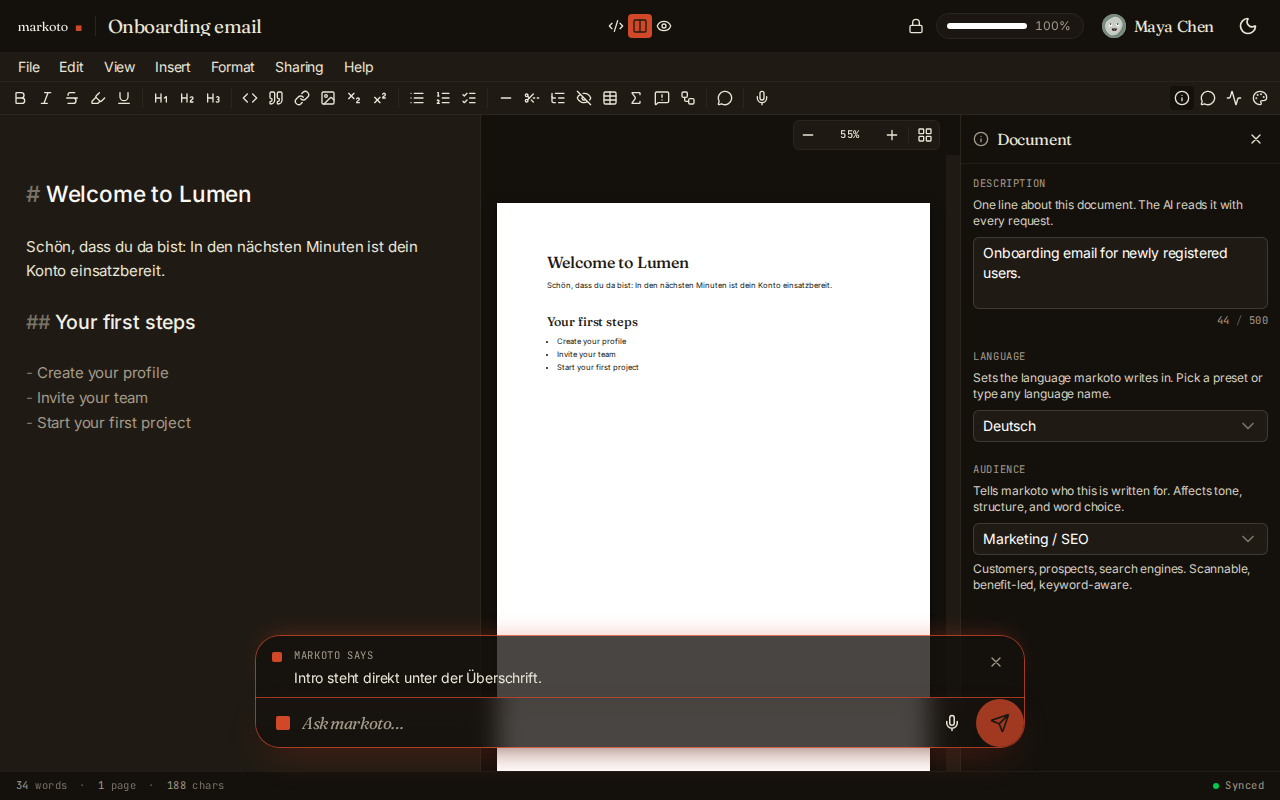 markoto
Onboarding email
100%
Maya Chen
File Edit View Insert Format Sharing Help
H1 H2 H3
55%
# Welcome to Lumen
Schön, dass du da bist: In den nächsten Minuten ist dein
Konto einsatzbereit.
## Your first steps
- Create your profile
- Invite your team
- Start your first project
Welcome to Lumen
Schön, dass du da bist: In den nächsten Minuten ist dein Konto einsatzbereit.
Your first steps
• Create your profile
• Invite your team
• Start your first project
Document
DESCRIPTION
One line about this document. The AI reads it with
every request.
Onboarding email for newly registered
users.
44 / 500
LANGUAGE
Sets the language markoto writes in. Pick a preset or
type any language name.
Deutsch
AUDIENCE
Tells markoto who this is written for. Affects tone,
structure, and word choice.
Marketing / SEO
Customers, prospects, search engines. Scannable,
benefit-led, keyword-aware.
MARKOTO SAYS
Intro steht direkt unter der Überschrift.
Ask markoto...
34 words · 1 page · 188 chars
Synced